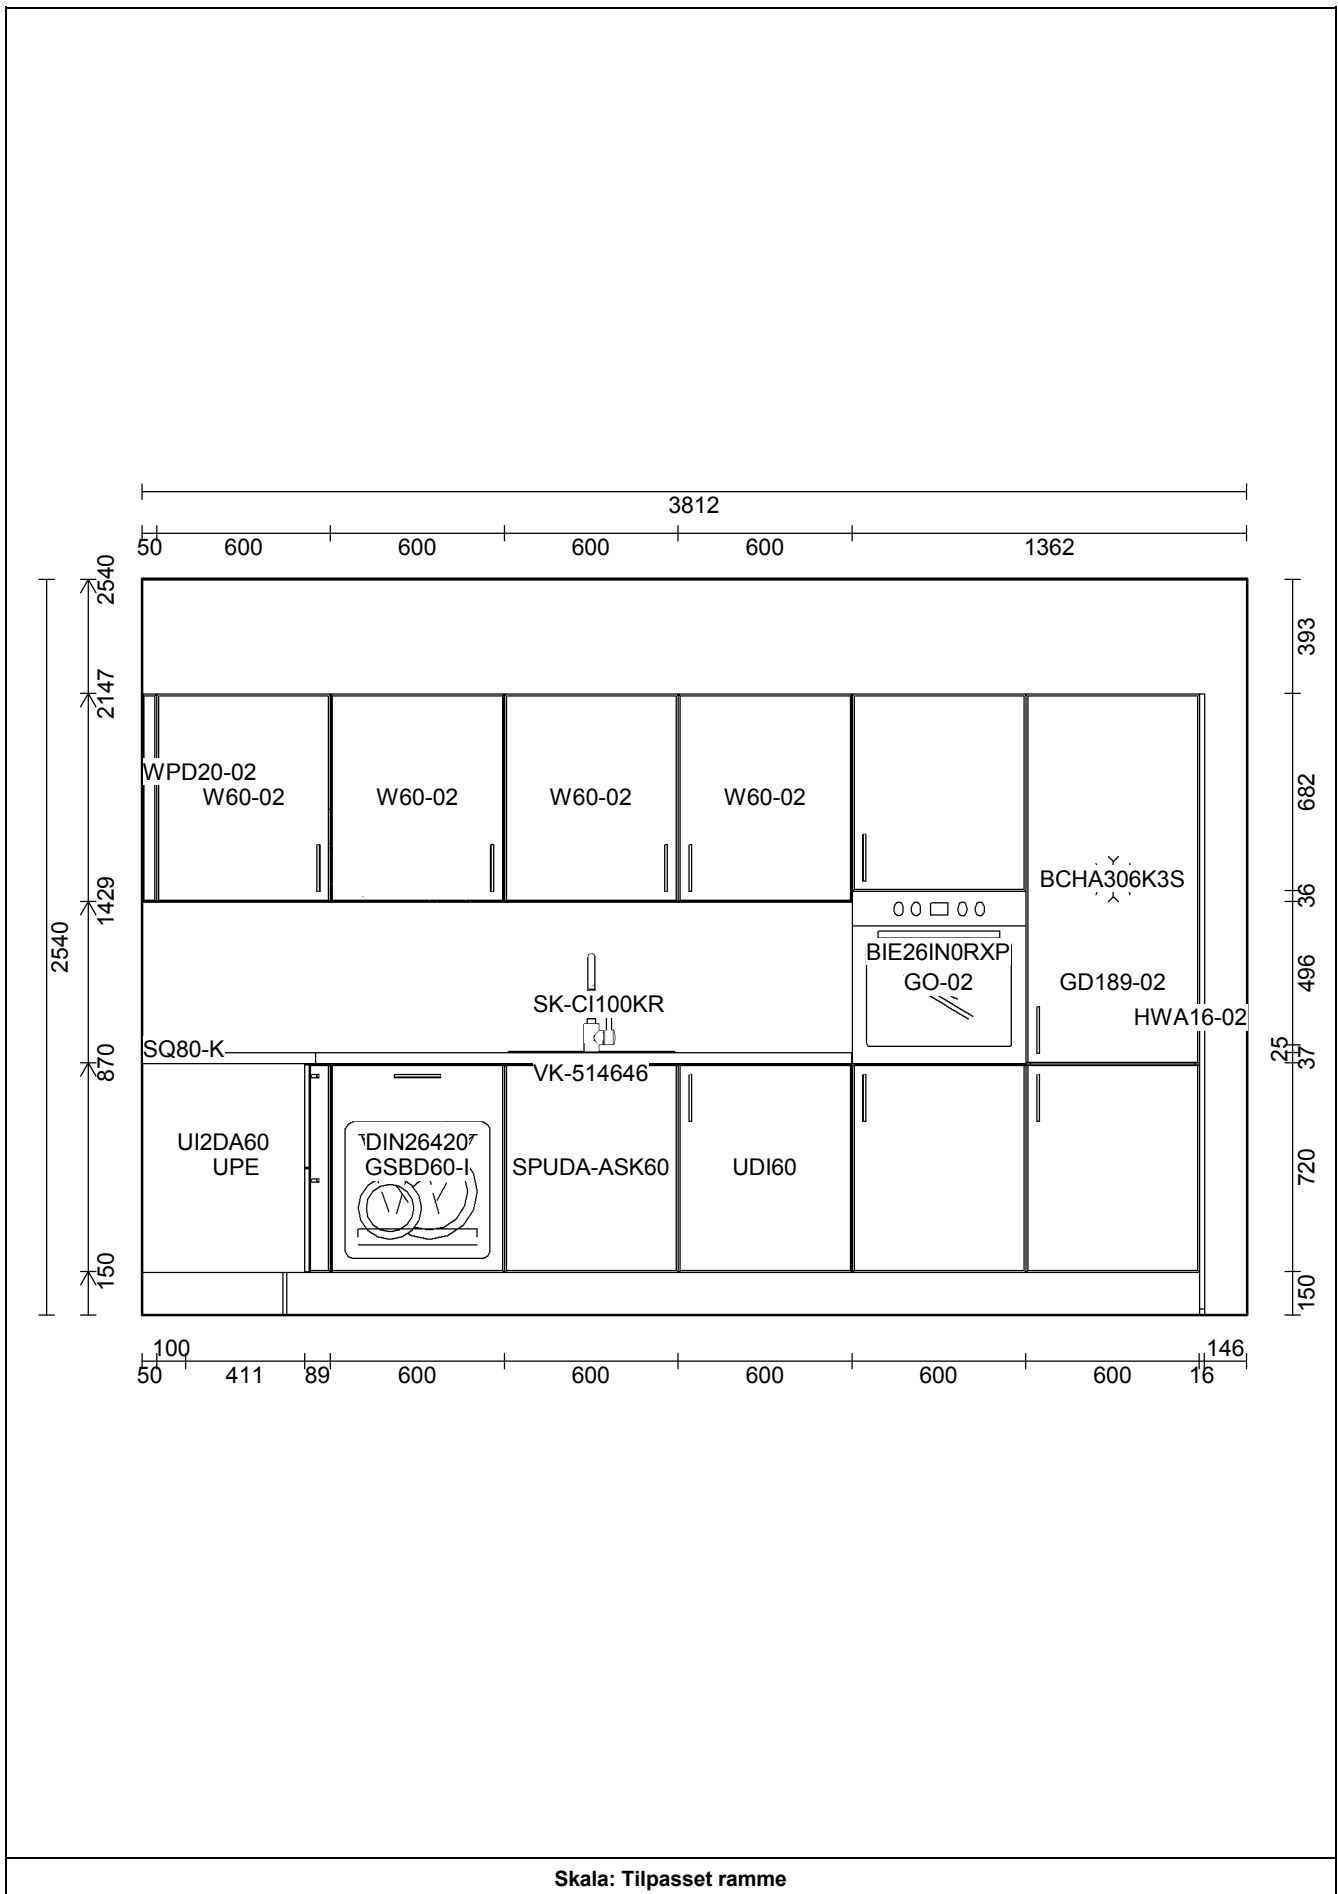 3812
50 600 600 600 600 1362
2540
2147
1429
870
150
2540
393
682
36
496
25
37
720
150
WPD20-02
W60-02 W60-02 W60-02 W60-02
BCHA306K3S
BIE26IN0RXP
GO-02 GD189-02
SK-CI100KR
HWA16-02
SQ80-K
VK-514646
UI2DA60 DIN26420
UPE GSBD60-I SPUDA-ASK60 UDI60
100 146
50 411 89 600 600 600 600 600 16
Skala: Tilpasset ramme